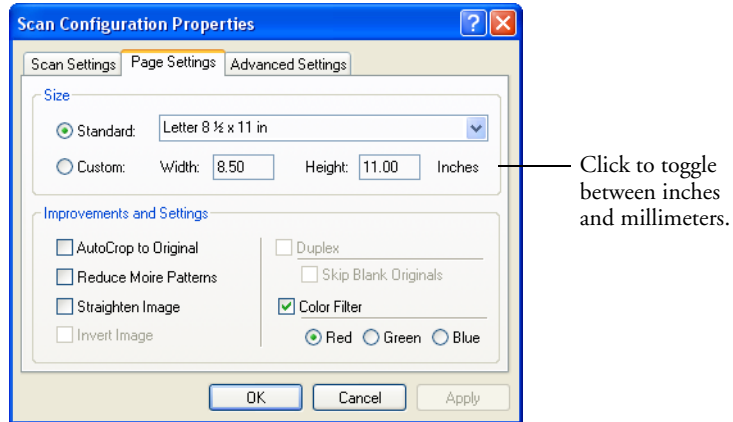 Scan Configuration Properties
Scan Settings Page Settings Advanced Settings
Size
Standard: Letter 8 ½ x 11 in
Custom: Width: 8.50 Height: 11.00 Inches
Click to toggle
between inches
and millimeters.
Improvements and Settings
AutoCrop to Original
Reduce Moire Patterns
Straighten Image
Invert Image
Duplex
Skip Blank Originals
Color Filter
Red Green Blue
OK Cancel Apply